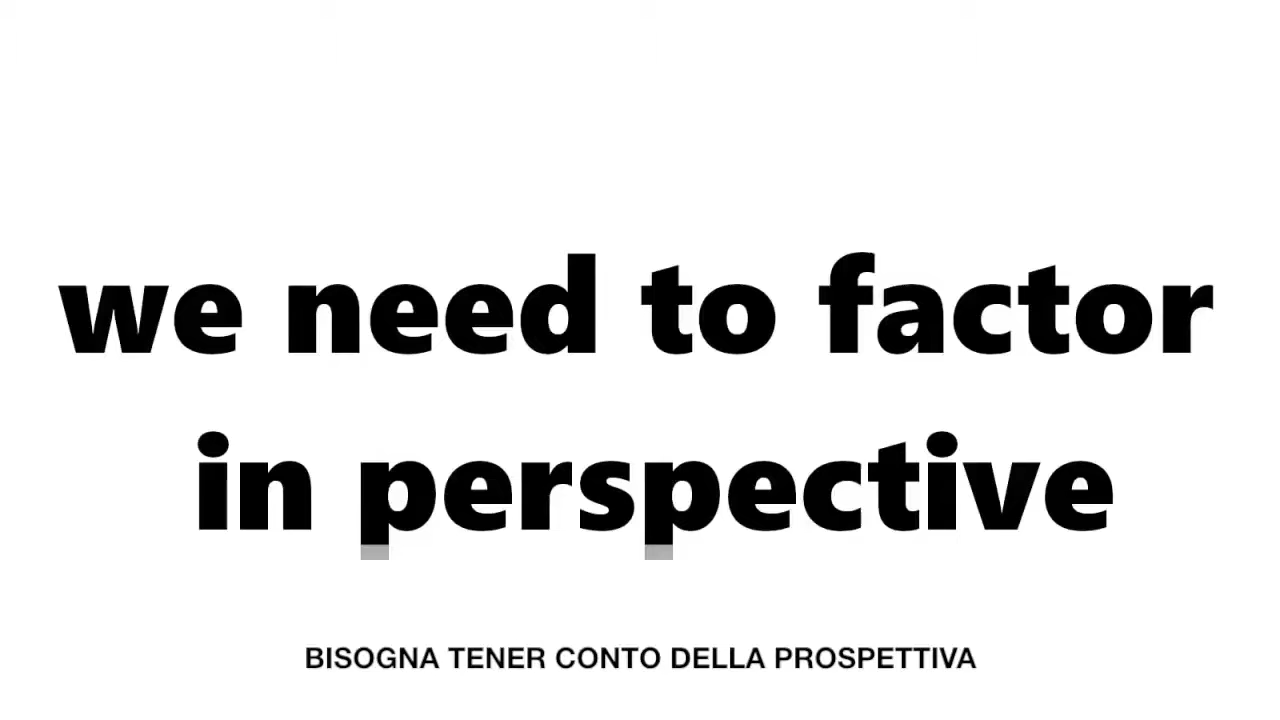 we need to factor
in perspective
BISOGNA TENER CONTO DELLA PROSPETTIVA